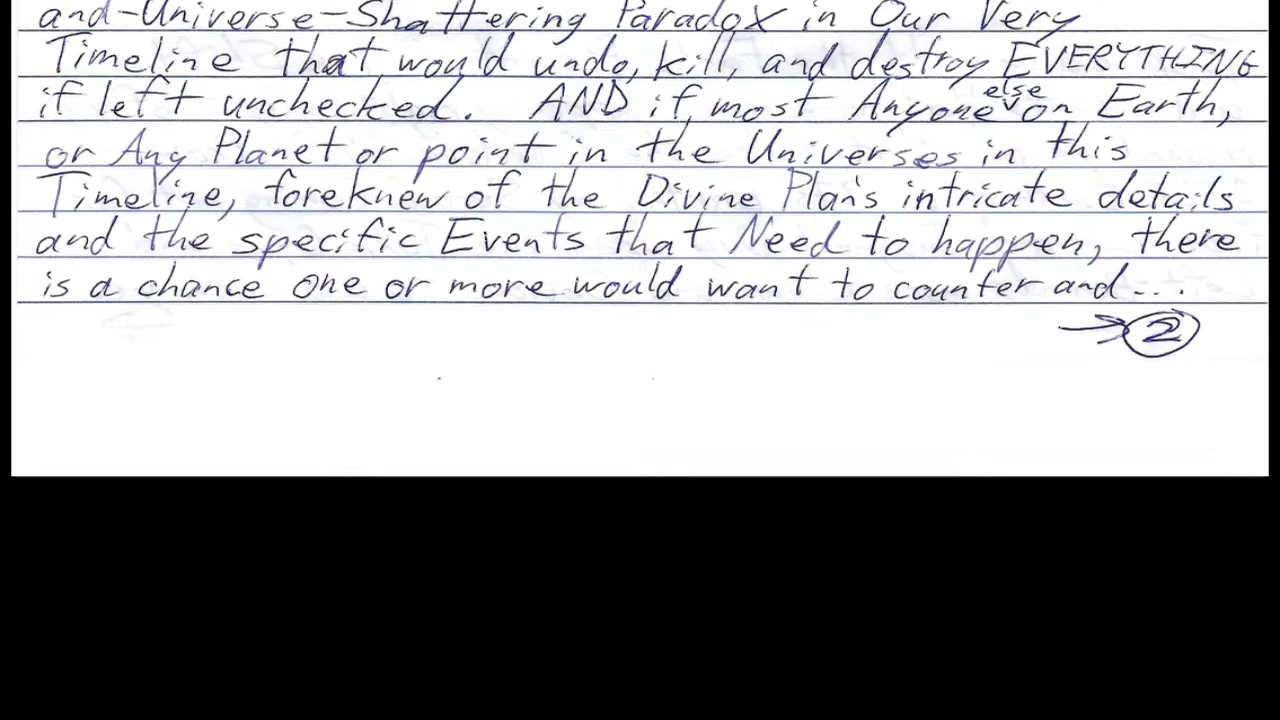 and-Universe-Shattering Paradox in Our Very
Timeline that would undo, kill, and destroy EVERYTHING
if left unchecked. AND if most Anyone else on Earth,
or Any Planet or point in the Universes in this
Timeline, foreknew of the Divine Plan's intricate details
and the specific Events that Need to happen, there
is a chance one or more would want to counter and...
→ 2